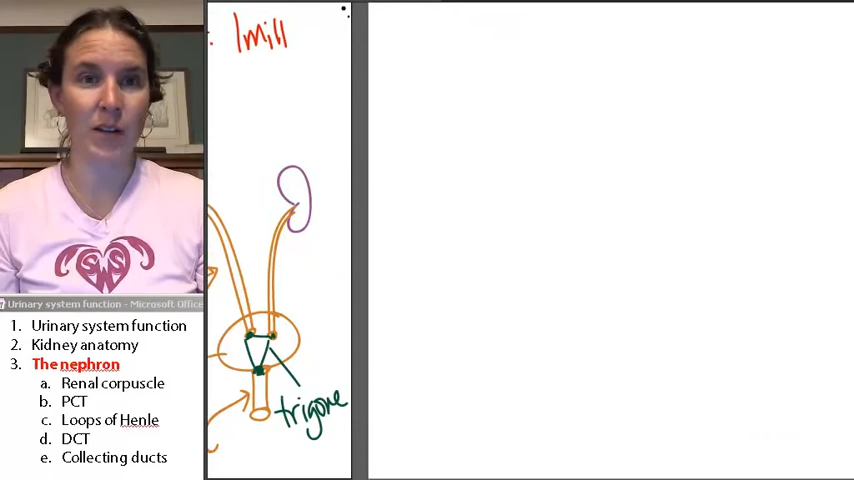 1mill
SWS
Urinary system function - Microsoft Office
1. Urinary system function
2. Kidney anatomy
3. The nephron
a. Renal corpuscle
b. PCT
c. Loops of Henle
d. DCT
e. Collecting ducts
trigone